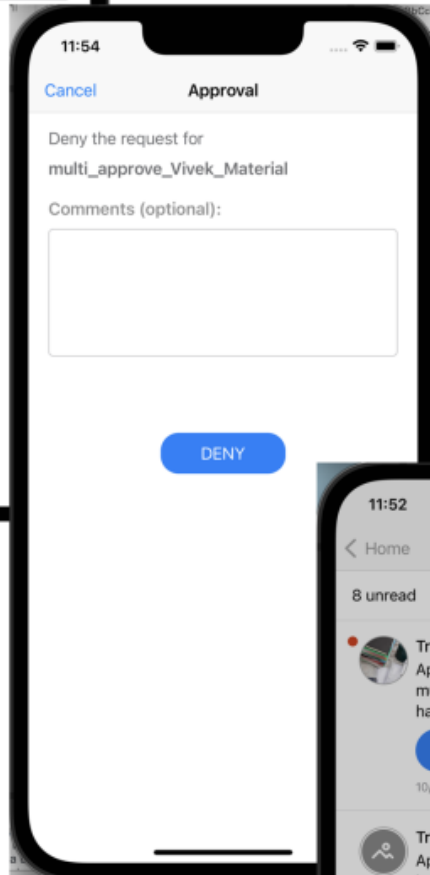 11:54
Cancel
Approval
Deny the request for
multi_approve_Vivek_Material
Comments (optional):
DENY
11:52
Home
8 unread